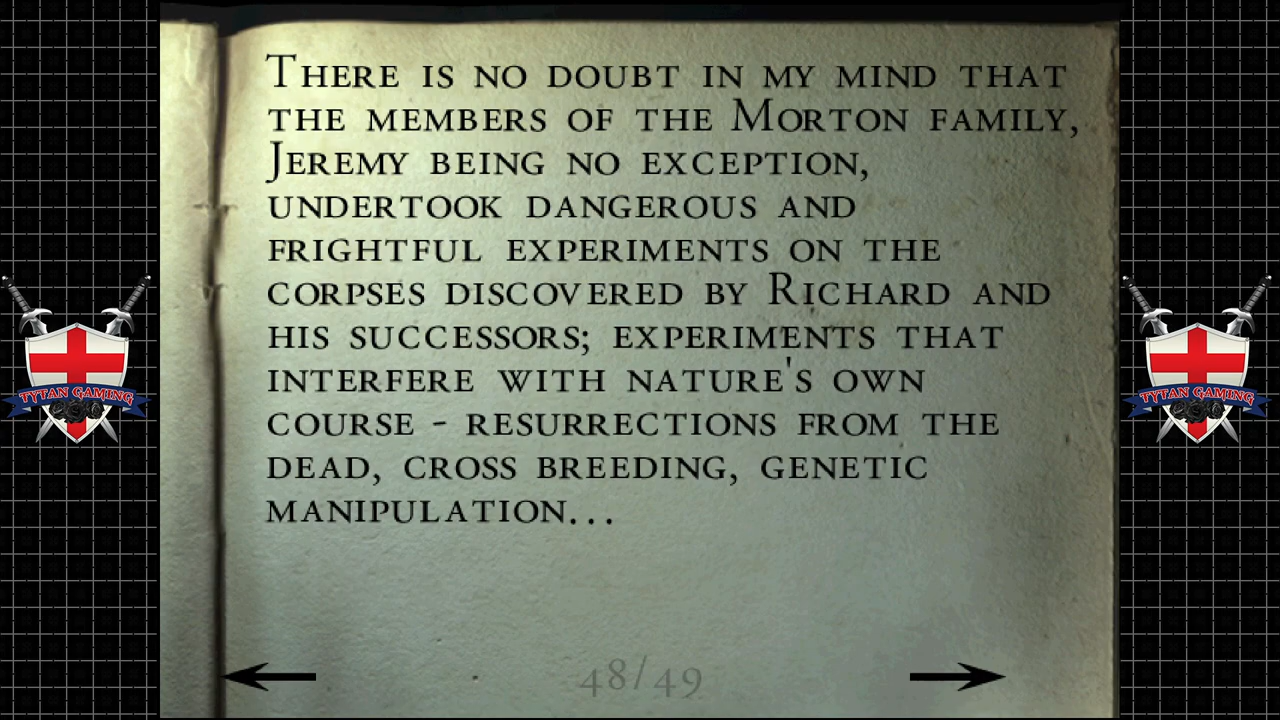 There is no doubt in my mind that
the members of the Morton family,
Jeremy being no exception,
undertook dangerous and
frightful experiments on the
corpses discovered by Richard and
his successors; experiments that
interfere with nature's own
course - resurrections from the
dead, cross breeding, genetic
manipulation...
48/49
TYTAN GAMING
TYTAN GAMING